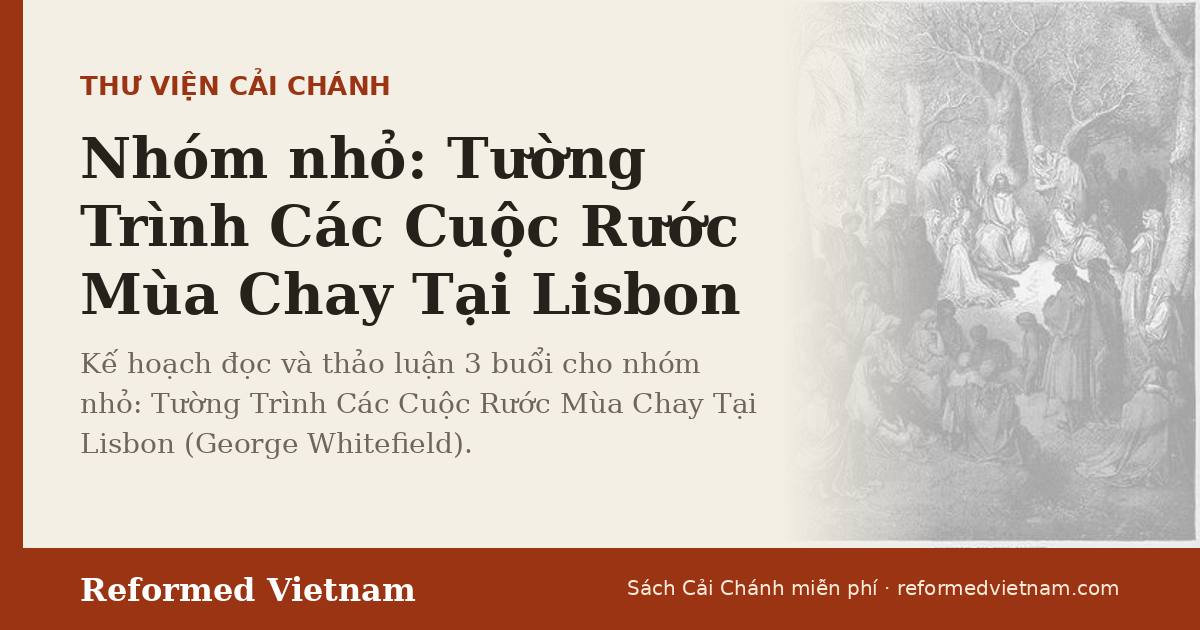 THƯ VIỆN CẢI CHÁNH
Nhóm nhỏ: Tường
Trình Các Cuộc Rước
Mùa Chay Tại Lisbon
Kế hoạch đọc và thảo luận 3 buổi cho nhóm
nhỏ: Tường Trình Các Cuộc Rước Mùa Chay Tại
Lisbon (George Whitefield).
Reformed Vietnam
Sách Cải Chánh miễn phí · reformedvietnam.com